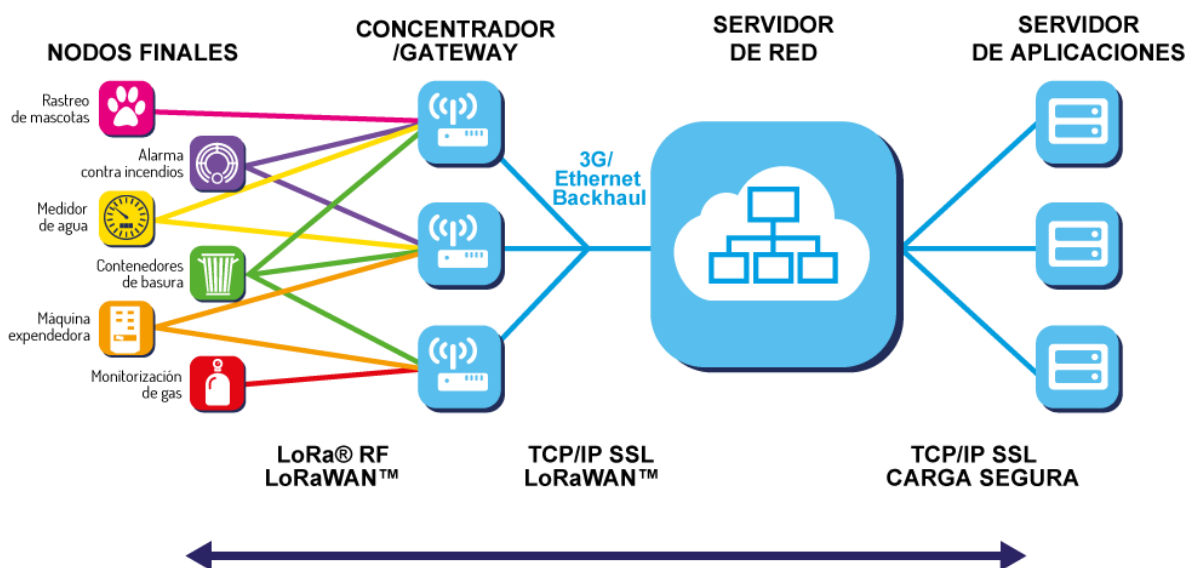 NODOS FINALES
CONCENTRADOR
/GATEWAY
SERVIDOR
DE RED
SERVIDOR
DE APLICACIONES
Rastreo
de mascotas
Alarma
contra incendios
Medidor
de agua
Contenedores
de basura
Máquina
expendedora
Monitorización
de gas
3G/
Ethernet
Backhaul
LoRa® RF
LoRaWAN™
TCP/IP SSL
LoRaWAN™
TCP/IP SSL
CARGA SEGURA